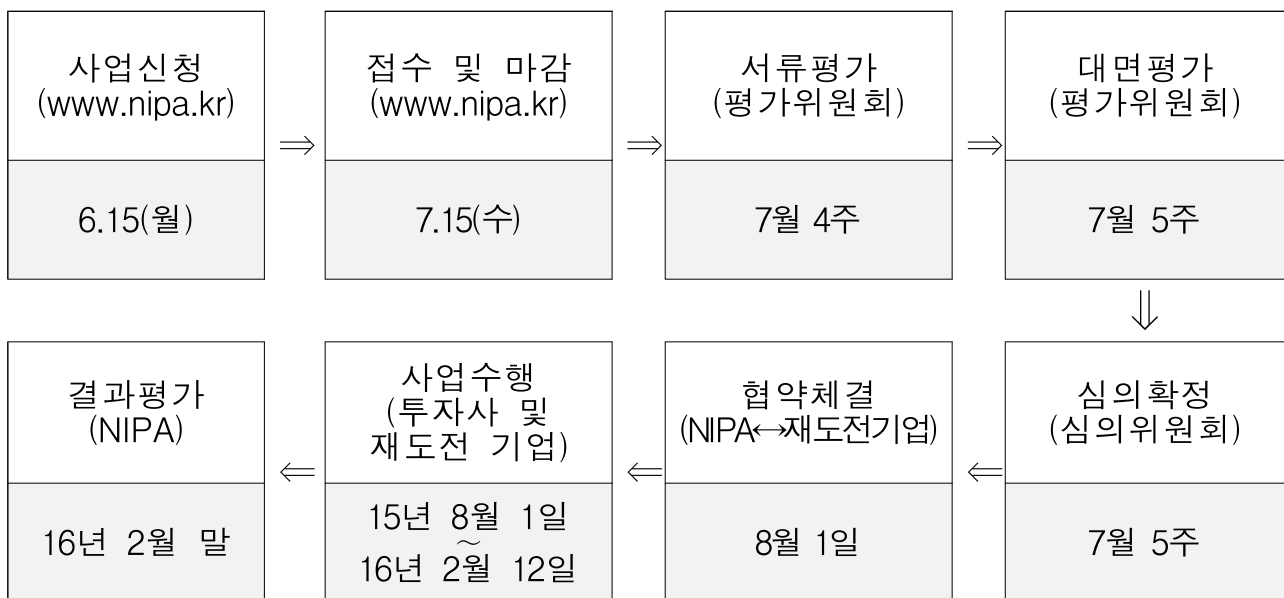 사업신청
(www.nipa.kr)
6.15(월)
⇒
접수 및 마감
(www.nipa.kr)
7.15(수)
⇒
서류평가
(평가위원회)
7월 4주
⇒
대면평가
(평가위원회)
7월 5주
⇓
심의확정
(심의위원회)
7월 5주
⇐
협약체결
(NIPA↔재도전기업)
8월 1일
⇐
사업수행
(투자사 및
재도전 기업)
15년 8월 1일
~
16년 2월 12일
⇐
결과평가
(NIPA)
16년 2월 말